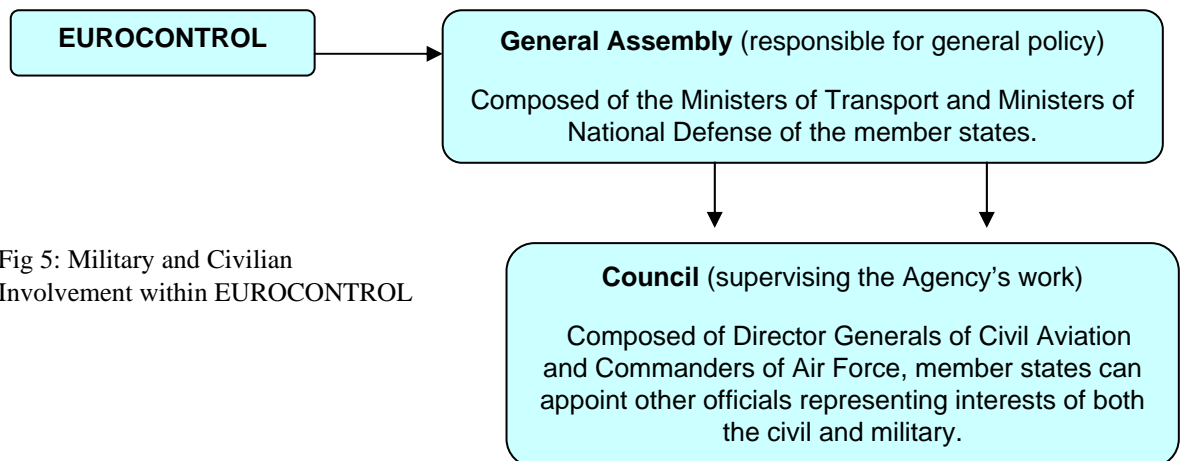 EUROCONTROL
General Assembly (responsible for general policy)
Composed of the Ministers of Transport and Ministers of
National Defense of the member states.
Fig 5: Military and Civilian
Involvement within EUROCONTROL
Council (supervising the Agency's work)
Composed of Director Generals of Civil Aviation
and Commanders of Air Force, member states can
appoint other officials representing interests of both
the civil and military.